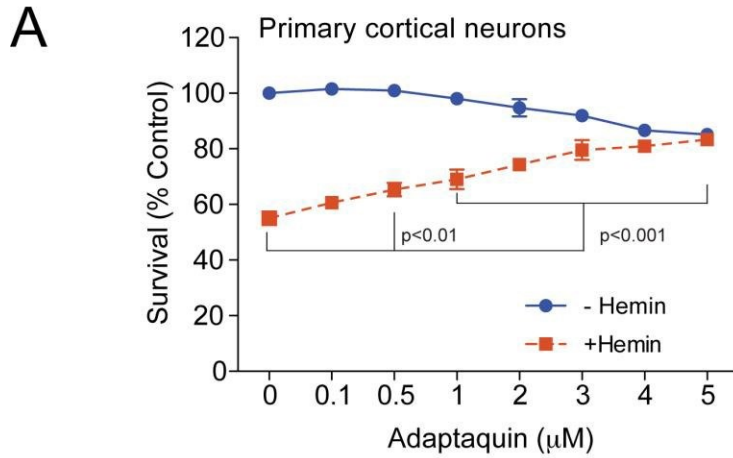 A
Primary cortical neurons
120
100
80
60
40
20
0
Survival (% Control)
p<0.01
p<0.001
- Hemin
+Hemin
0 0.1 0.5 1 2 3 4 5
Adaptaquin (μM)